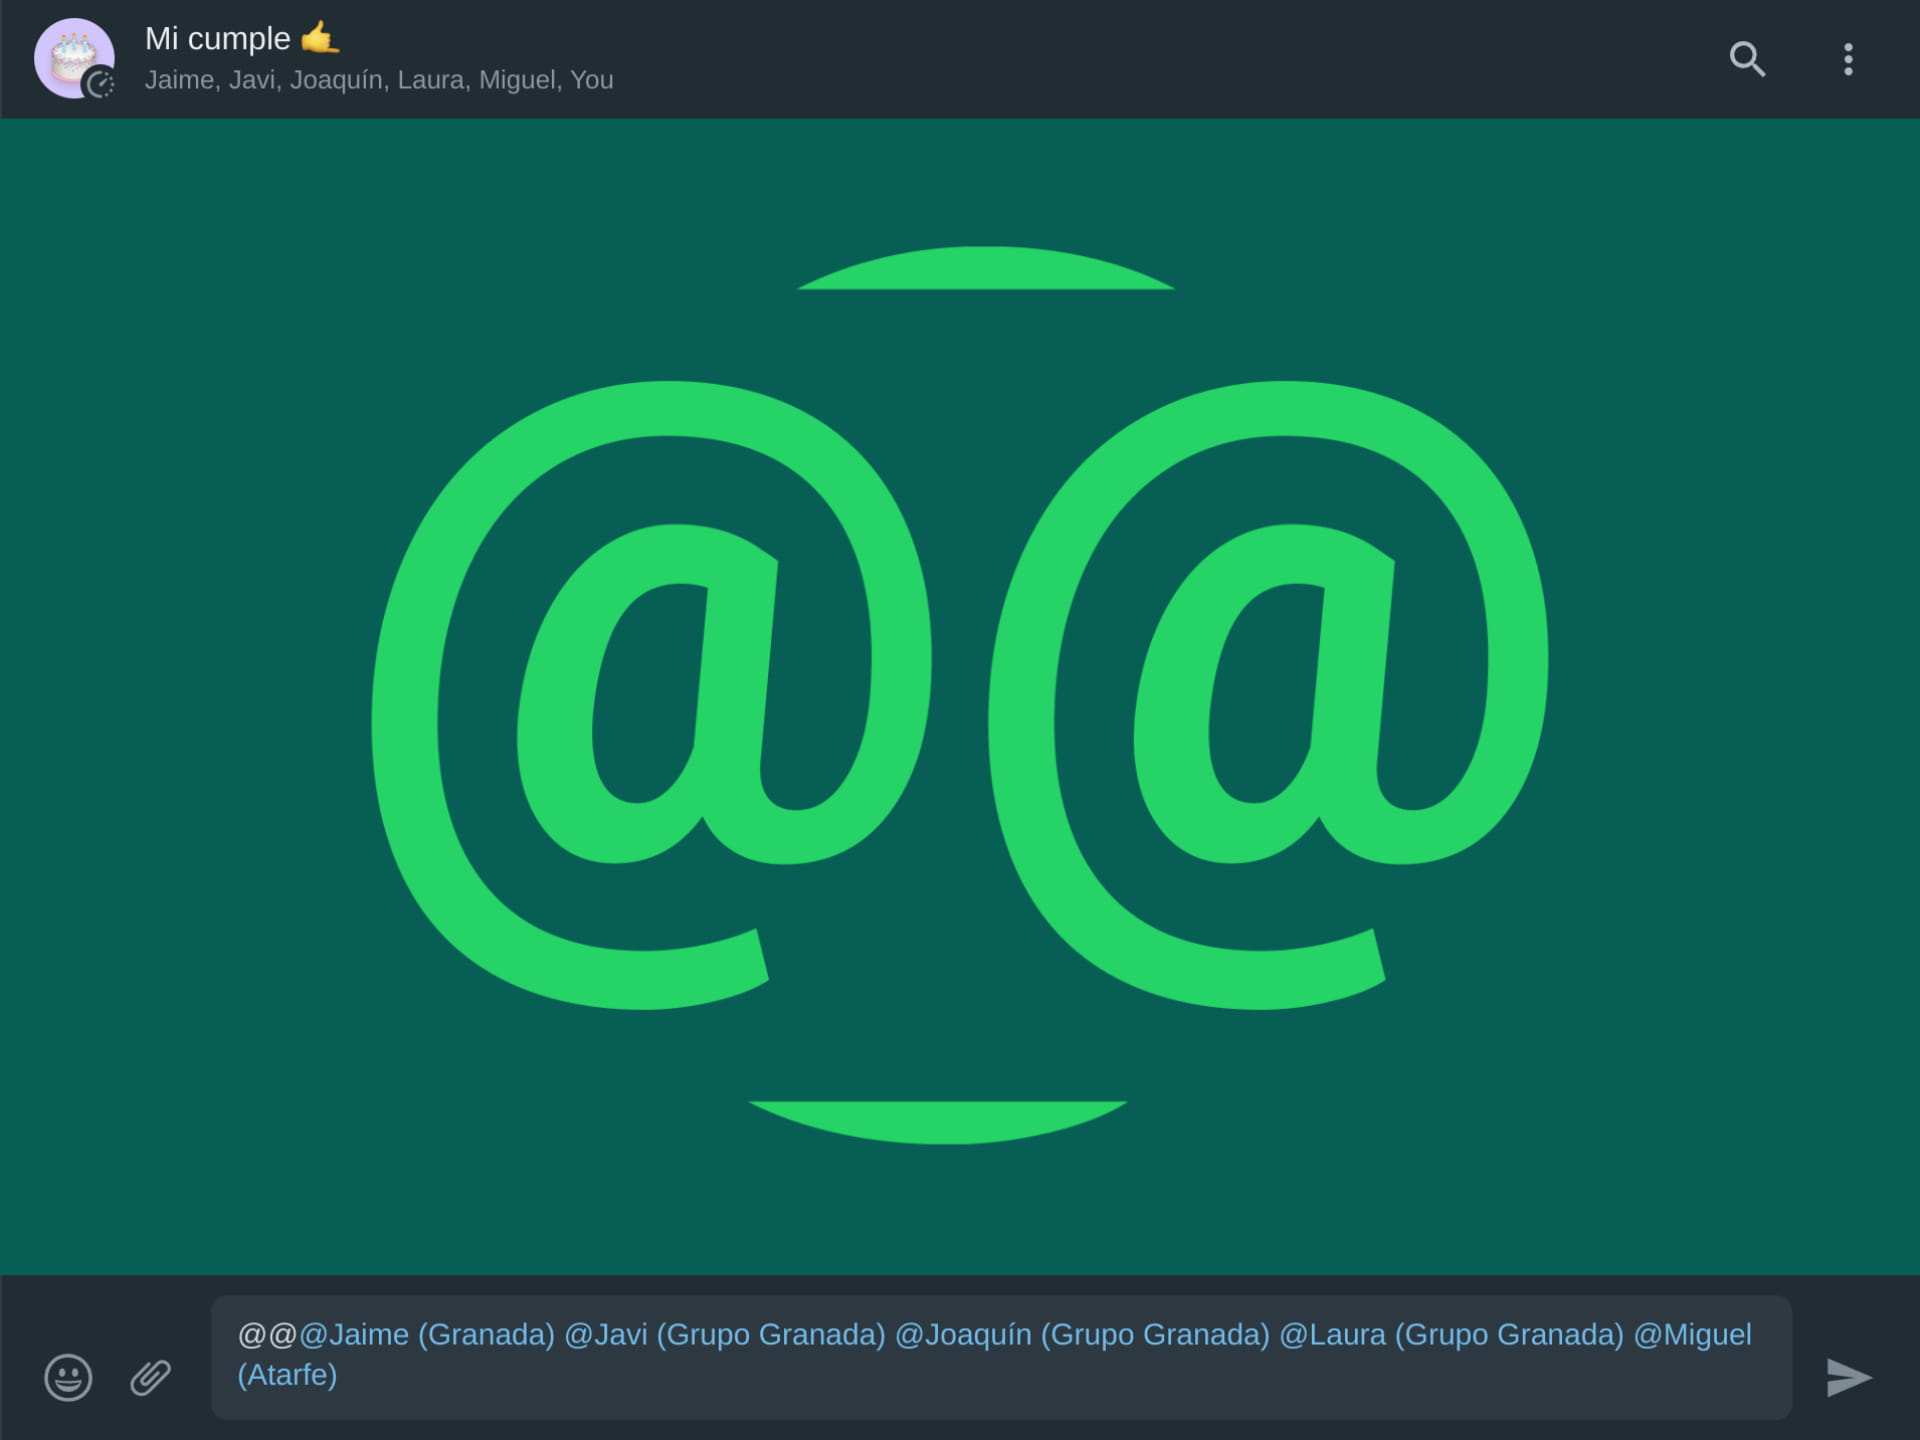 Mi cumple 🤙
Jaime, Javi, Joaquín, Laura, Miguel, You
@@
@@@Jaime (Granada) @Javi (Grupo Granada) @Joaquín (Grupo Granada) @Laura (Grupo Granada) @Miguel
(Atarfe)